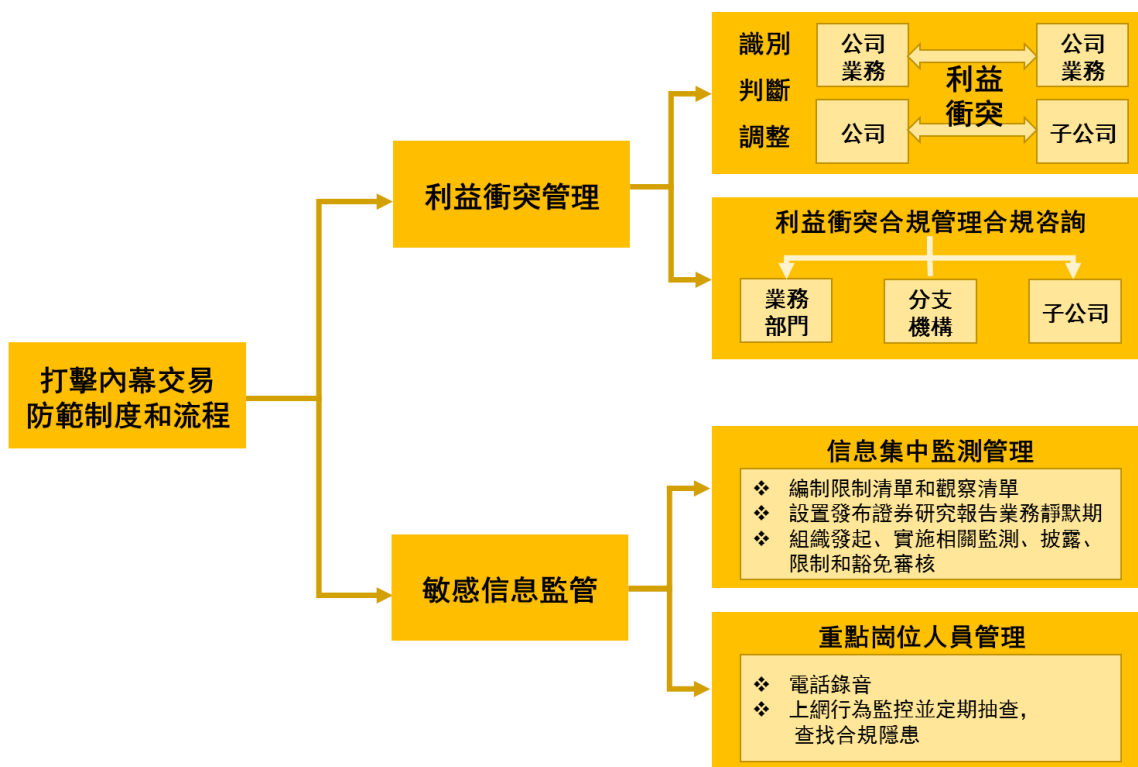 打擊內幕交易
防範制度和流程
利益衝突管理
識別
判斷
調整
公司
業務
公司
業務
利益
衝突
公司
子公司
利益衝突合規管理合規咨詢
業務
部門
分支
機構
子公司
敏感信息監管
信息集中監測管理
❖ 編制限制清單和觀察清單
❖ 設置發布證券研究報告業務靜默期
❖ 組織發起、實施相關監測、披露、
限制和豁免審核
重點崗位人員管理
❖ 電話錄音
❖ 上網行為監控並定期抽查，
查找合規隱患